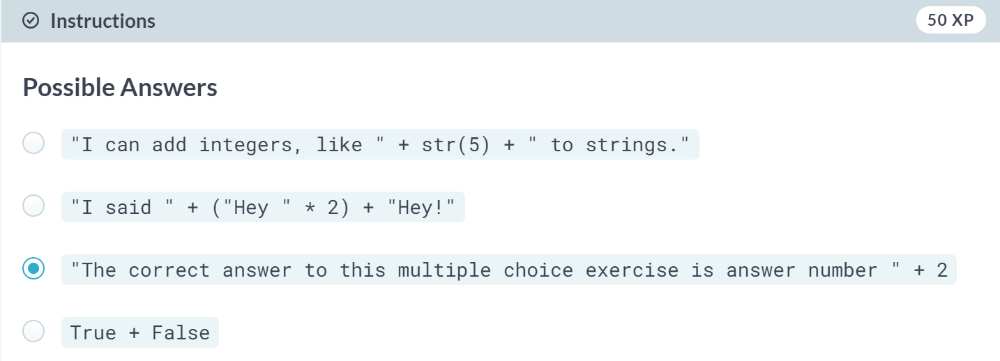 Instructions
50 XP
Possible Answers
"I can add integers, like " + str(5) + " to strings."
"I said " + ("Hey " * 2) + "Hey!"
"The correct answer to this multiple choice exercise is answer number " + 2
True + False